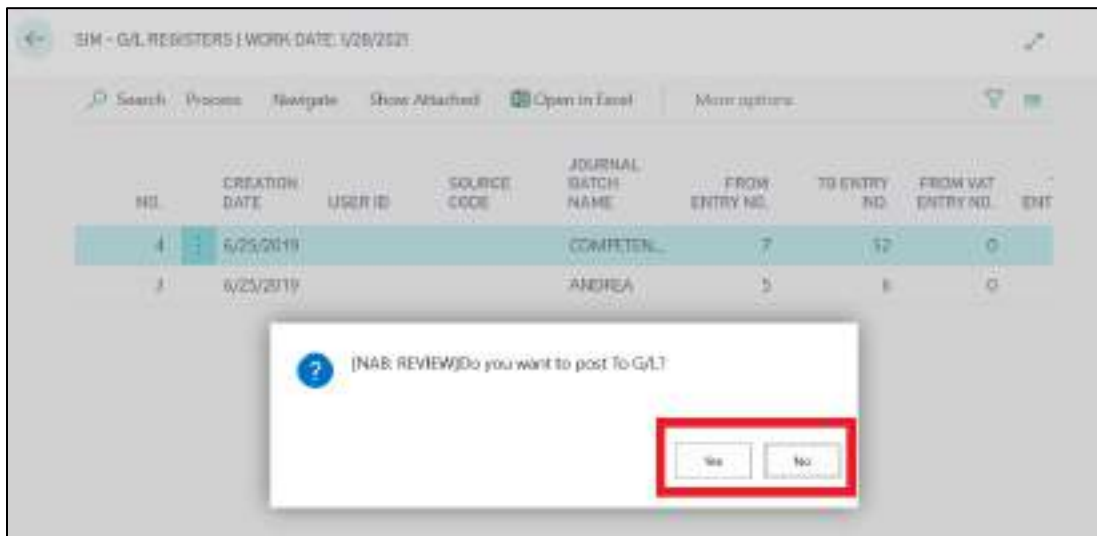 SIM - G/L REGISTERS | WORK DATE: 1/28/2021
Search Process Navigate Show Attached Open in Excel More options
NO. CREATION DATE USER ID SOURCE CODE JOURNAL BATCH NAME FROM ENTRY NO. TO ENTRY NO. FROM VAT ENTRY NO. ENT
4 6/25/2019 COMPETEN... 7 52 0
3 6/25/2019 ANDREA 5 6 0
[NAB: REVIEW]Do you want to post To G/L?
Yes No